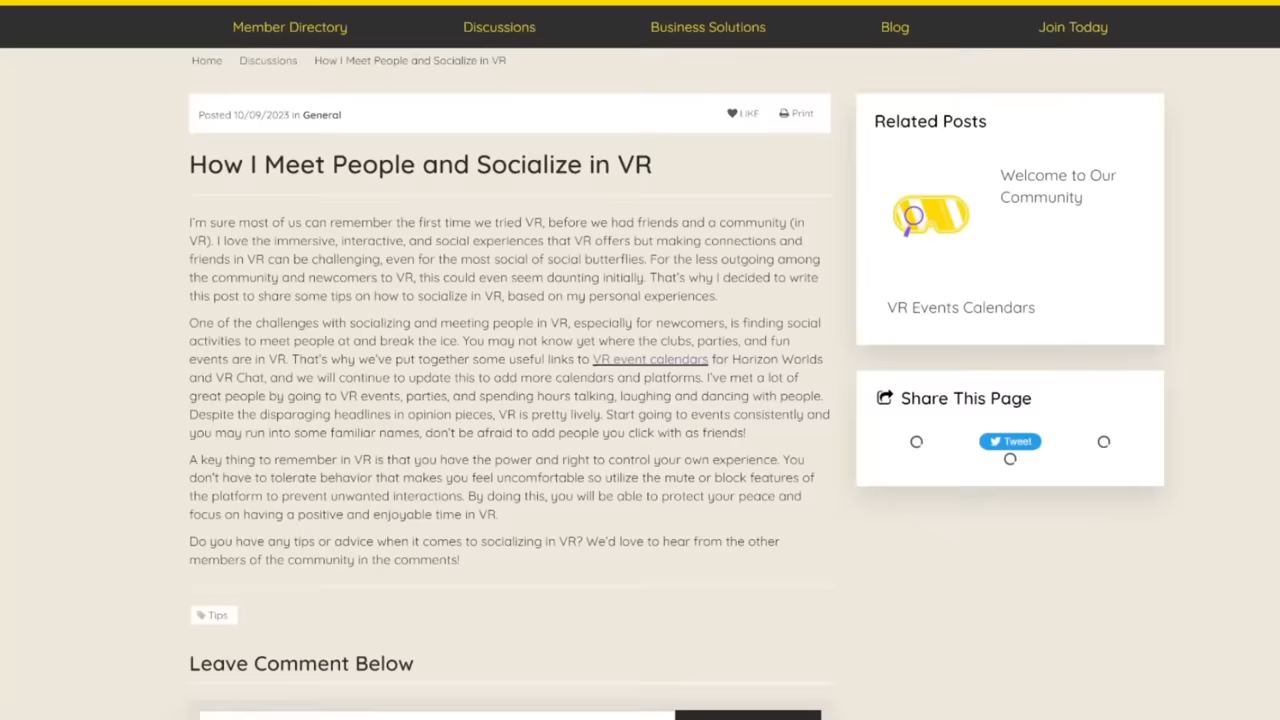 Member Directory Discussions Business Solutions Blog Join Today
Home Discussions How I Meet People and Socialize in VR
Posted 10/09/2023 in General LIKE Print
How I Meet People and Socialize in VR
I'm sure most of us can remember the first time we tried VR, before we had friends and a community (in
VR). I love the immersive, interactive, and social experiences that VR offers but making connections and
friends in VR can be challenging, even for the most social of social butterflies. For the less outgoing among
the community and newcomers to VR, this could even seem daunting initially. That's why I decided to write
this post to share some tips on how to socialize in VR, based on my personal experiences.
One of the challenges with socializing and meeting people in VR, especially for newcomers, is finding social
activities to meet people at and break the ice. You may not know yet where the clubs, parties, and fun
events are in VR. That's why we've put together some useful links to VR event calendars for Horizon Worlds
and VR Chat, and we will continue to update this to add more calendars and platforms. I've met a lot of
great people by going to VR events, parties, and spending hours talking, laughing and dancing with people.
Despite the disparaging headlines in opinion pieces, VR is pretty lively. Start going to events consistently and
you may run into some familiar names, don't be afraid to add people you click with as friends!
A key thing to remember in VR is that you have the power and right to control your own experience. You
don't have to tolerate behavior that makes you feel uncomfortable so utilize the mute or block features of
the platform to prevent unwanted interactions. By doing this, you will be able to protect your peace and
focus on having a positive and enjoyable time in VR.
Do you have any tips or advice when it comes to socializing in VR? We'd love to hear from the other
members of the community in the comments!
Tips
Leave Comment Below
Related Posts
Welcome to Our
Community
VR Events Calendars
Share This Page
Tweet